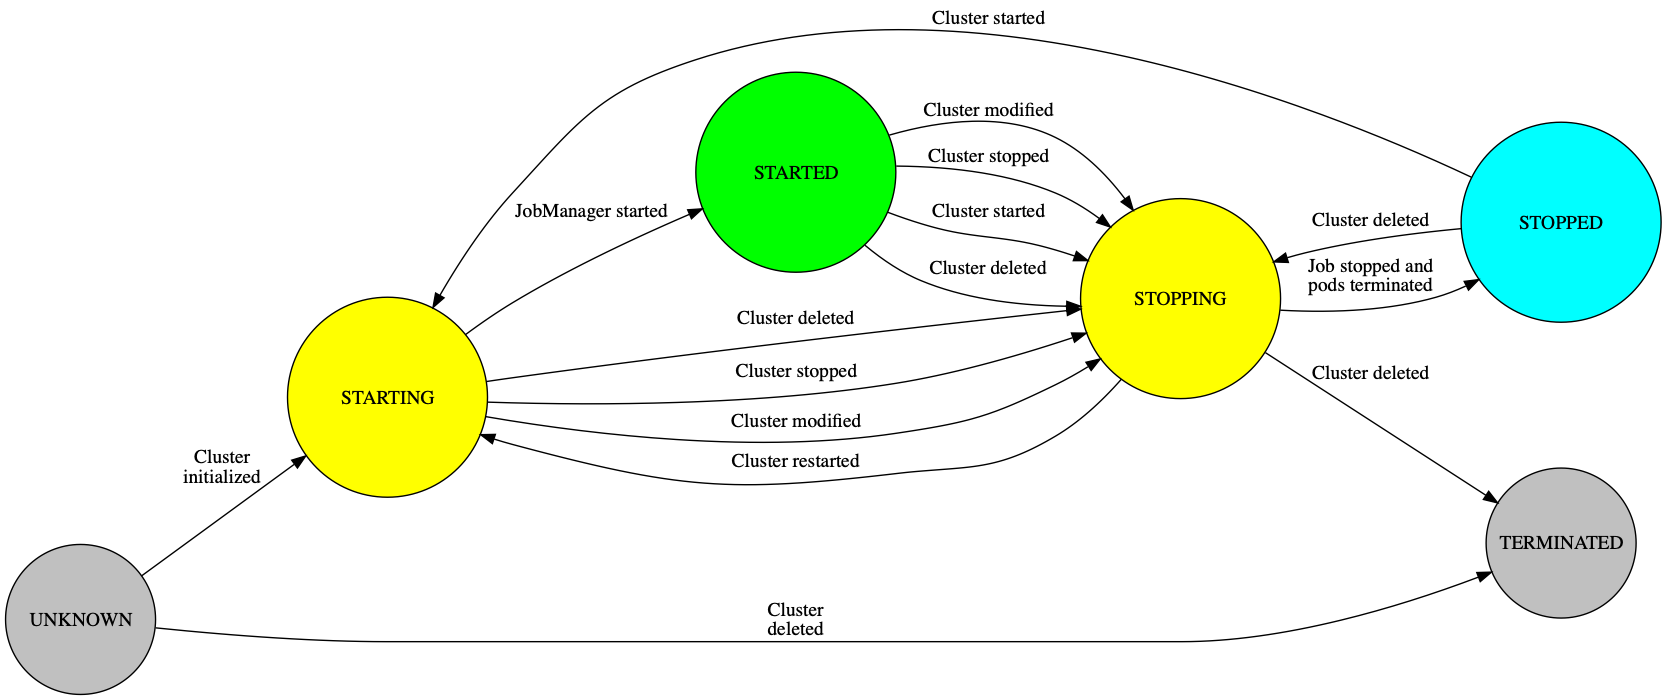 Cluster started
Cluster modified
Cluster stopped
STARTED
JobManager started
Cluster started
Cluster deleted
STOPPED
Cluster deleted
Job stopped and
pods terminated
STOPPING
Cluster deleted
Cluster stopped
Cluster deleted
STARTING
Cluster modified
Cluster restarted
Cluster
initialized
TERMINATED
UNKNOWN
Cluster
deleted